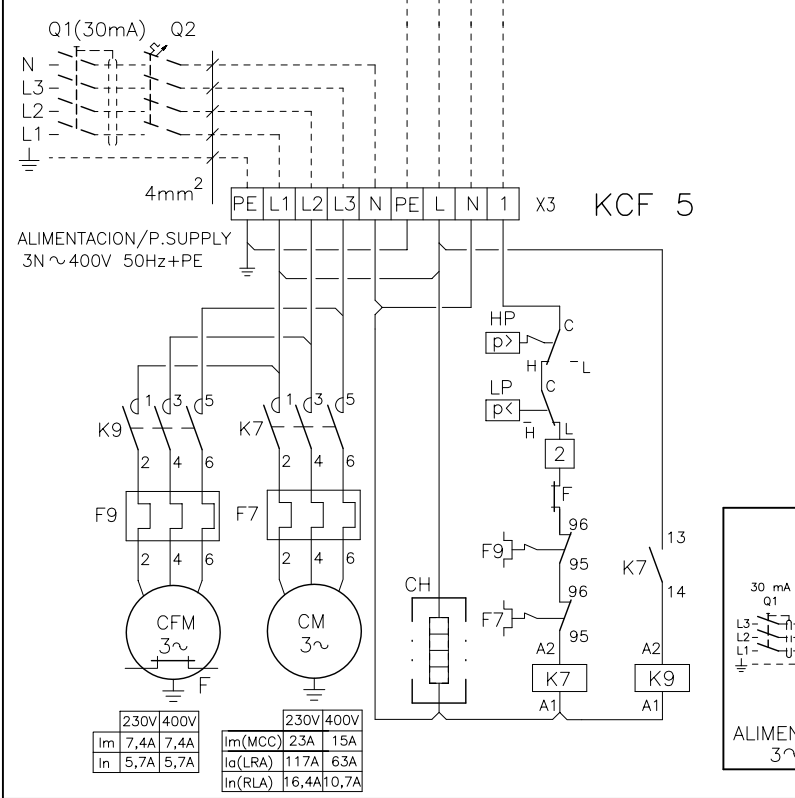 Q1(30mA) Q2
N
L3
L2
L1
4mm2
PE L1 L2 L3 N PE L N 1 X3 KCF 5
ALIMENTACION/P.SUPPLY
3N ~ 400V 50Hz+PE
HP
C
p>
H -L
LP
C
p<
H L
2
F
K9 1 3 5
2 4 6
K7 1 3 5
2 4 6
F9
2 4 6
F7
2 4 6
F9 96
95
F7 96
95
K7 13
14
CH
CFM
3~
F
CM
3~
A2
K7
A1
A2
K9
A1
230V 400V
Im 7,4A 7,4A
In 5,7A 5,7A
230V 400V
Im(MCC) 23A 15A
Ia(LRA) 117A 63A
In(RLA) 16,4A 10,7A
30 mA
Q1
L3
L2
L1
ALIMEN
3~